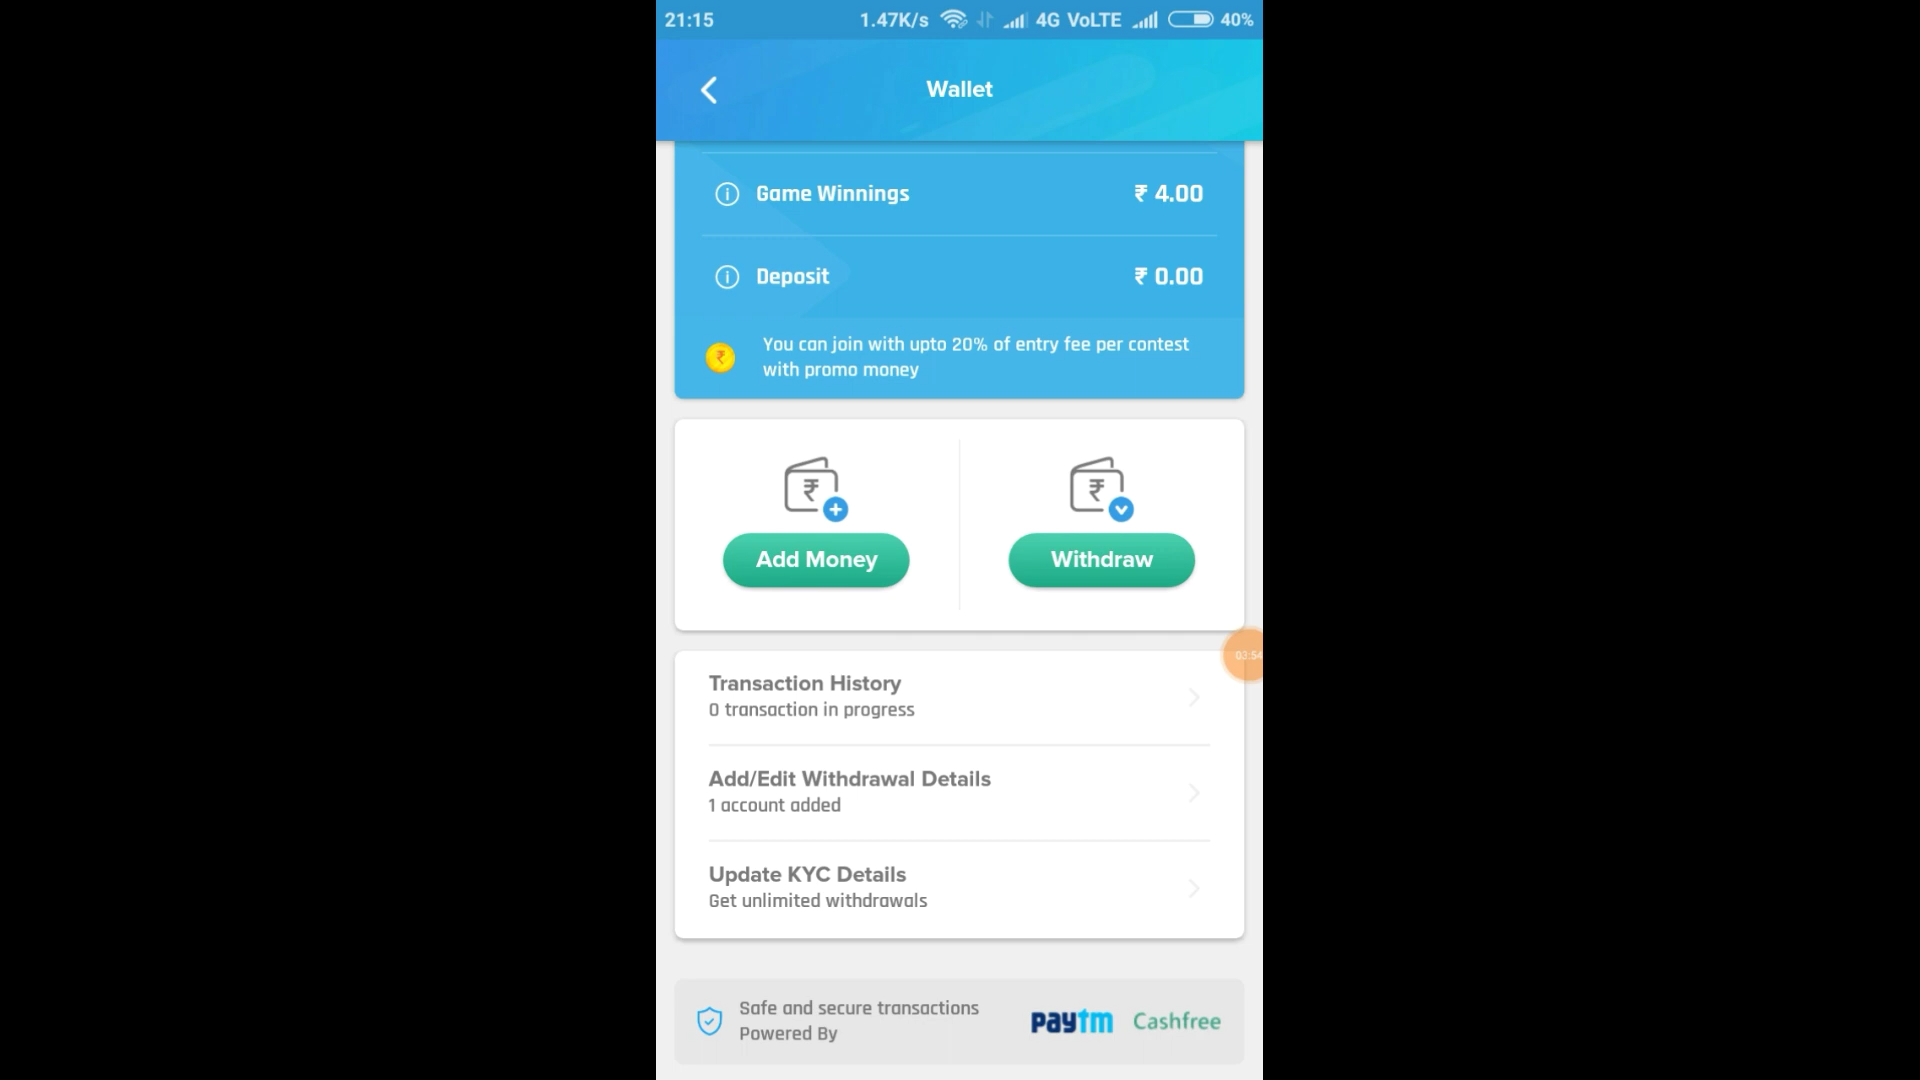 21:15 1.47K/s 4G VoLTE 40%
Wallet
Game Winnings ₹ 4.00
Deposit ₹ 0.00
You can join with upto 20% of entry fee per contest
with promo money
Add Money Withdraw
03:54
Transaction History
0 transaction in progress
Add/Edit Withdrawal Details
1 account added
Update KYC Details
Get unlimited withdrawals
Safe and secure transactions
Powered By
paytm Cashfree